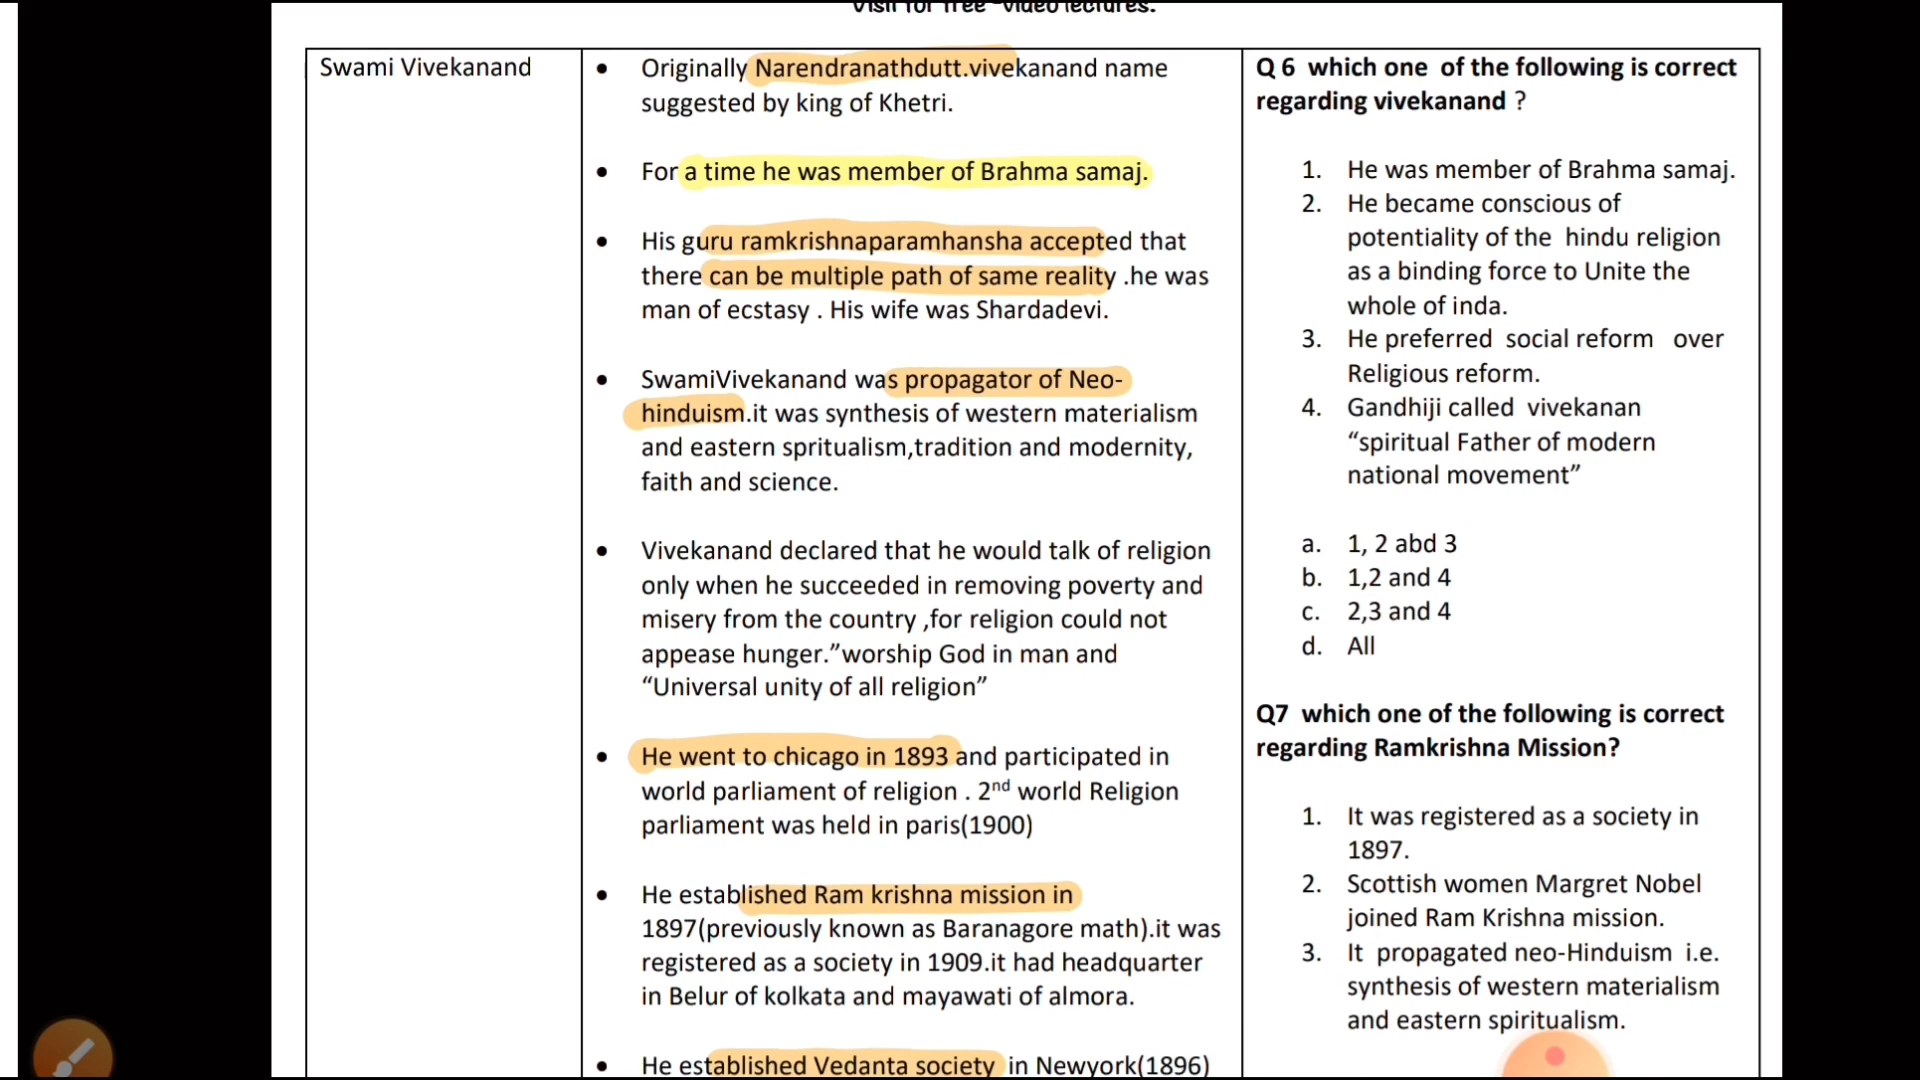 Visit for free video lectures.
Swami Vivekanand
• Originally Narendranathdutt.vivekanand name
suggested by king of Khetri.
• For a time he was member of Brahma samaj.
• His guru ramkrishnaparamhansha accepted that
there can be multiple path of same reality .he was
man of ecstasy . His wife was Shardadevi.
• SwamiVivekanand was propagator of Neo-
hinduism.it was synthesis of western materialism
and eastern spritualism,tradition and modernity,
faith and science.
• Vivekanand declared that he would talk of religion
only when he succeeded in removing poverty and
misery from the country ,for religion could not
appease hunger.”worship God in man and
“Universal unity of all religion”
• He went to chicago in 1893 and participated in
world parliament of religion . 2nd world Religion
parliament was held in paris(1900)
• He established Ram krishna mission in
1897(previously known as Baranagore math).it was
registered as a society in 1909.it had headquarter
in Belur of kolkata and mayawati of almora.
• He established Vedanta society in Newyork(1896)
Q 6 which one of the following is correct
regarding vivekanand ?
1. He was member of Brahma samaj.
2. He became conscious of
potentiality of the hindu religion
as a binding force to Unite the
whole of inda.
3. He preferred social reform over
Religious reform.
4. Gandhiji called vivekanan
“spiritual Father of modern
national movement”
a. 1, 2 abd 3
b. 1,2 and 4
c. 2,3 and 4
d. All
Q7 which one of the following is correct
regarding Ramkrishna Mission?
1. It was registered as a society in
1897.
2. Scottish women Margret Nobel
joined Ram Krishna mission.
3. It propagated neo-Hinduism i.e.
synthesis of western materialism
and eastern spiritualism.